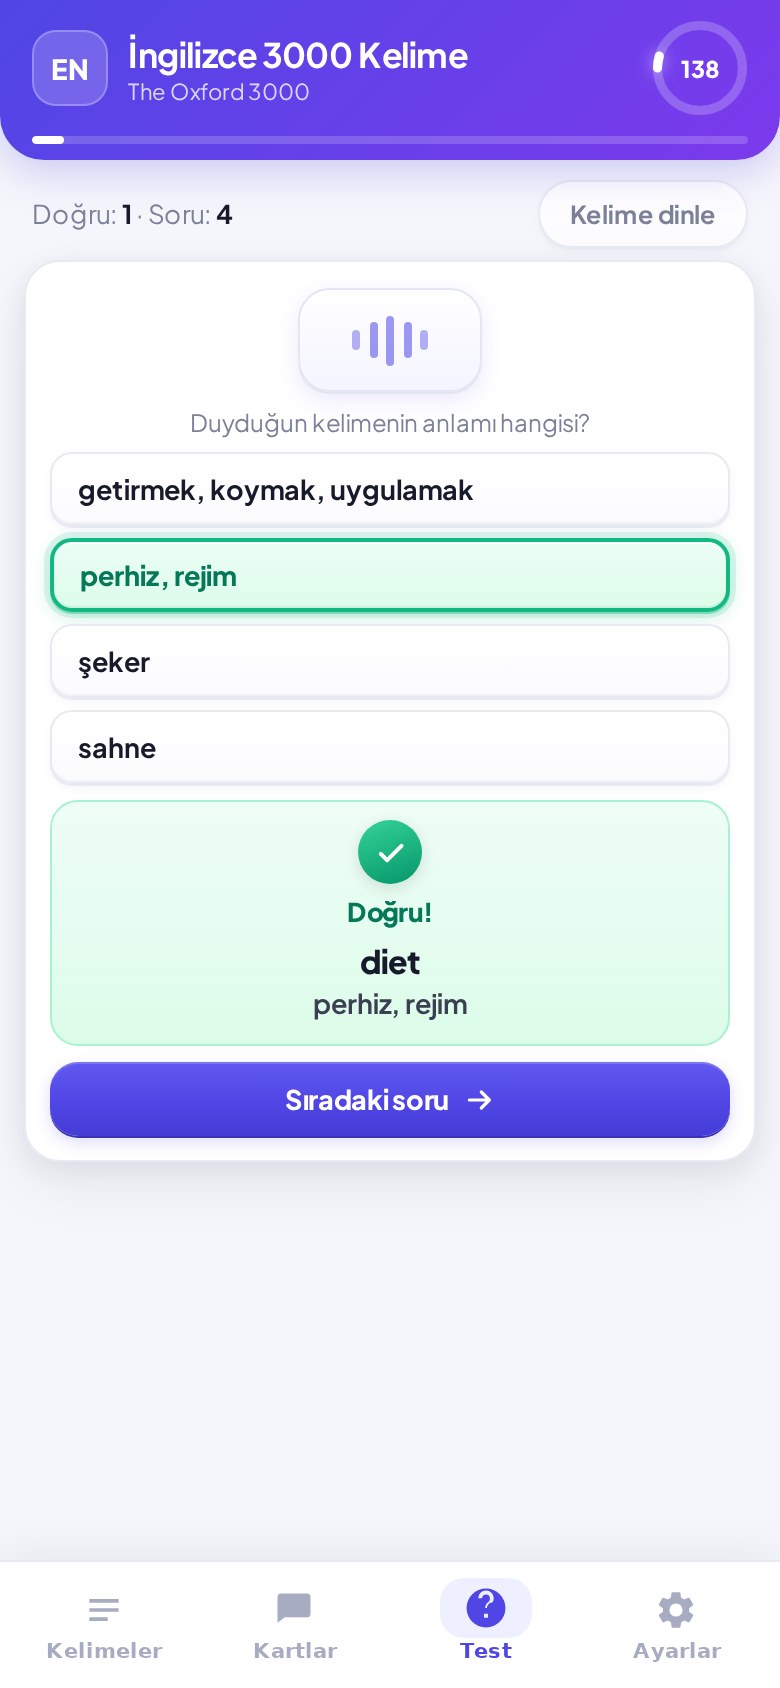 EN
İngilizce 3000 Kelime
The Oxford 3000
138
Doğru: 1 · Soru: 4
Kelime dinle
Duyduğun kelimenin anlamı hangisi?
getirmek, koymak, uygulamak
perhiz, rejim
şeker
sahne
Doğru!
diet
perhiz, rejim
Sıradaki soru →
Kelimeler
Kartlar
Test
Ayarlar